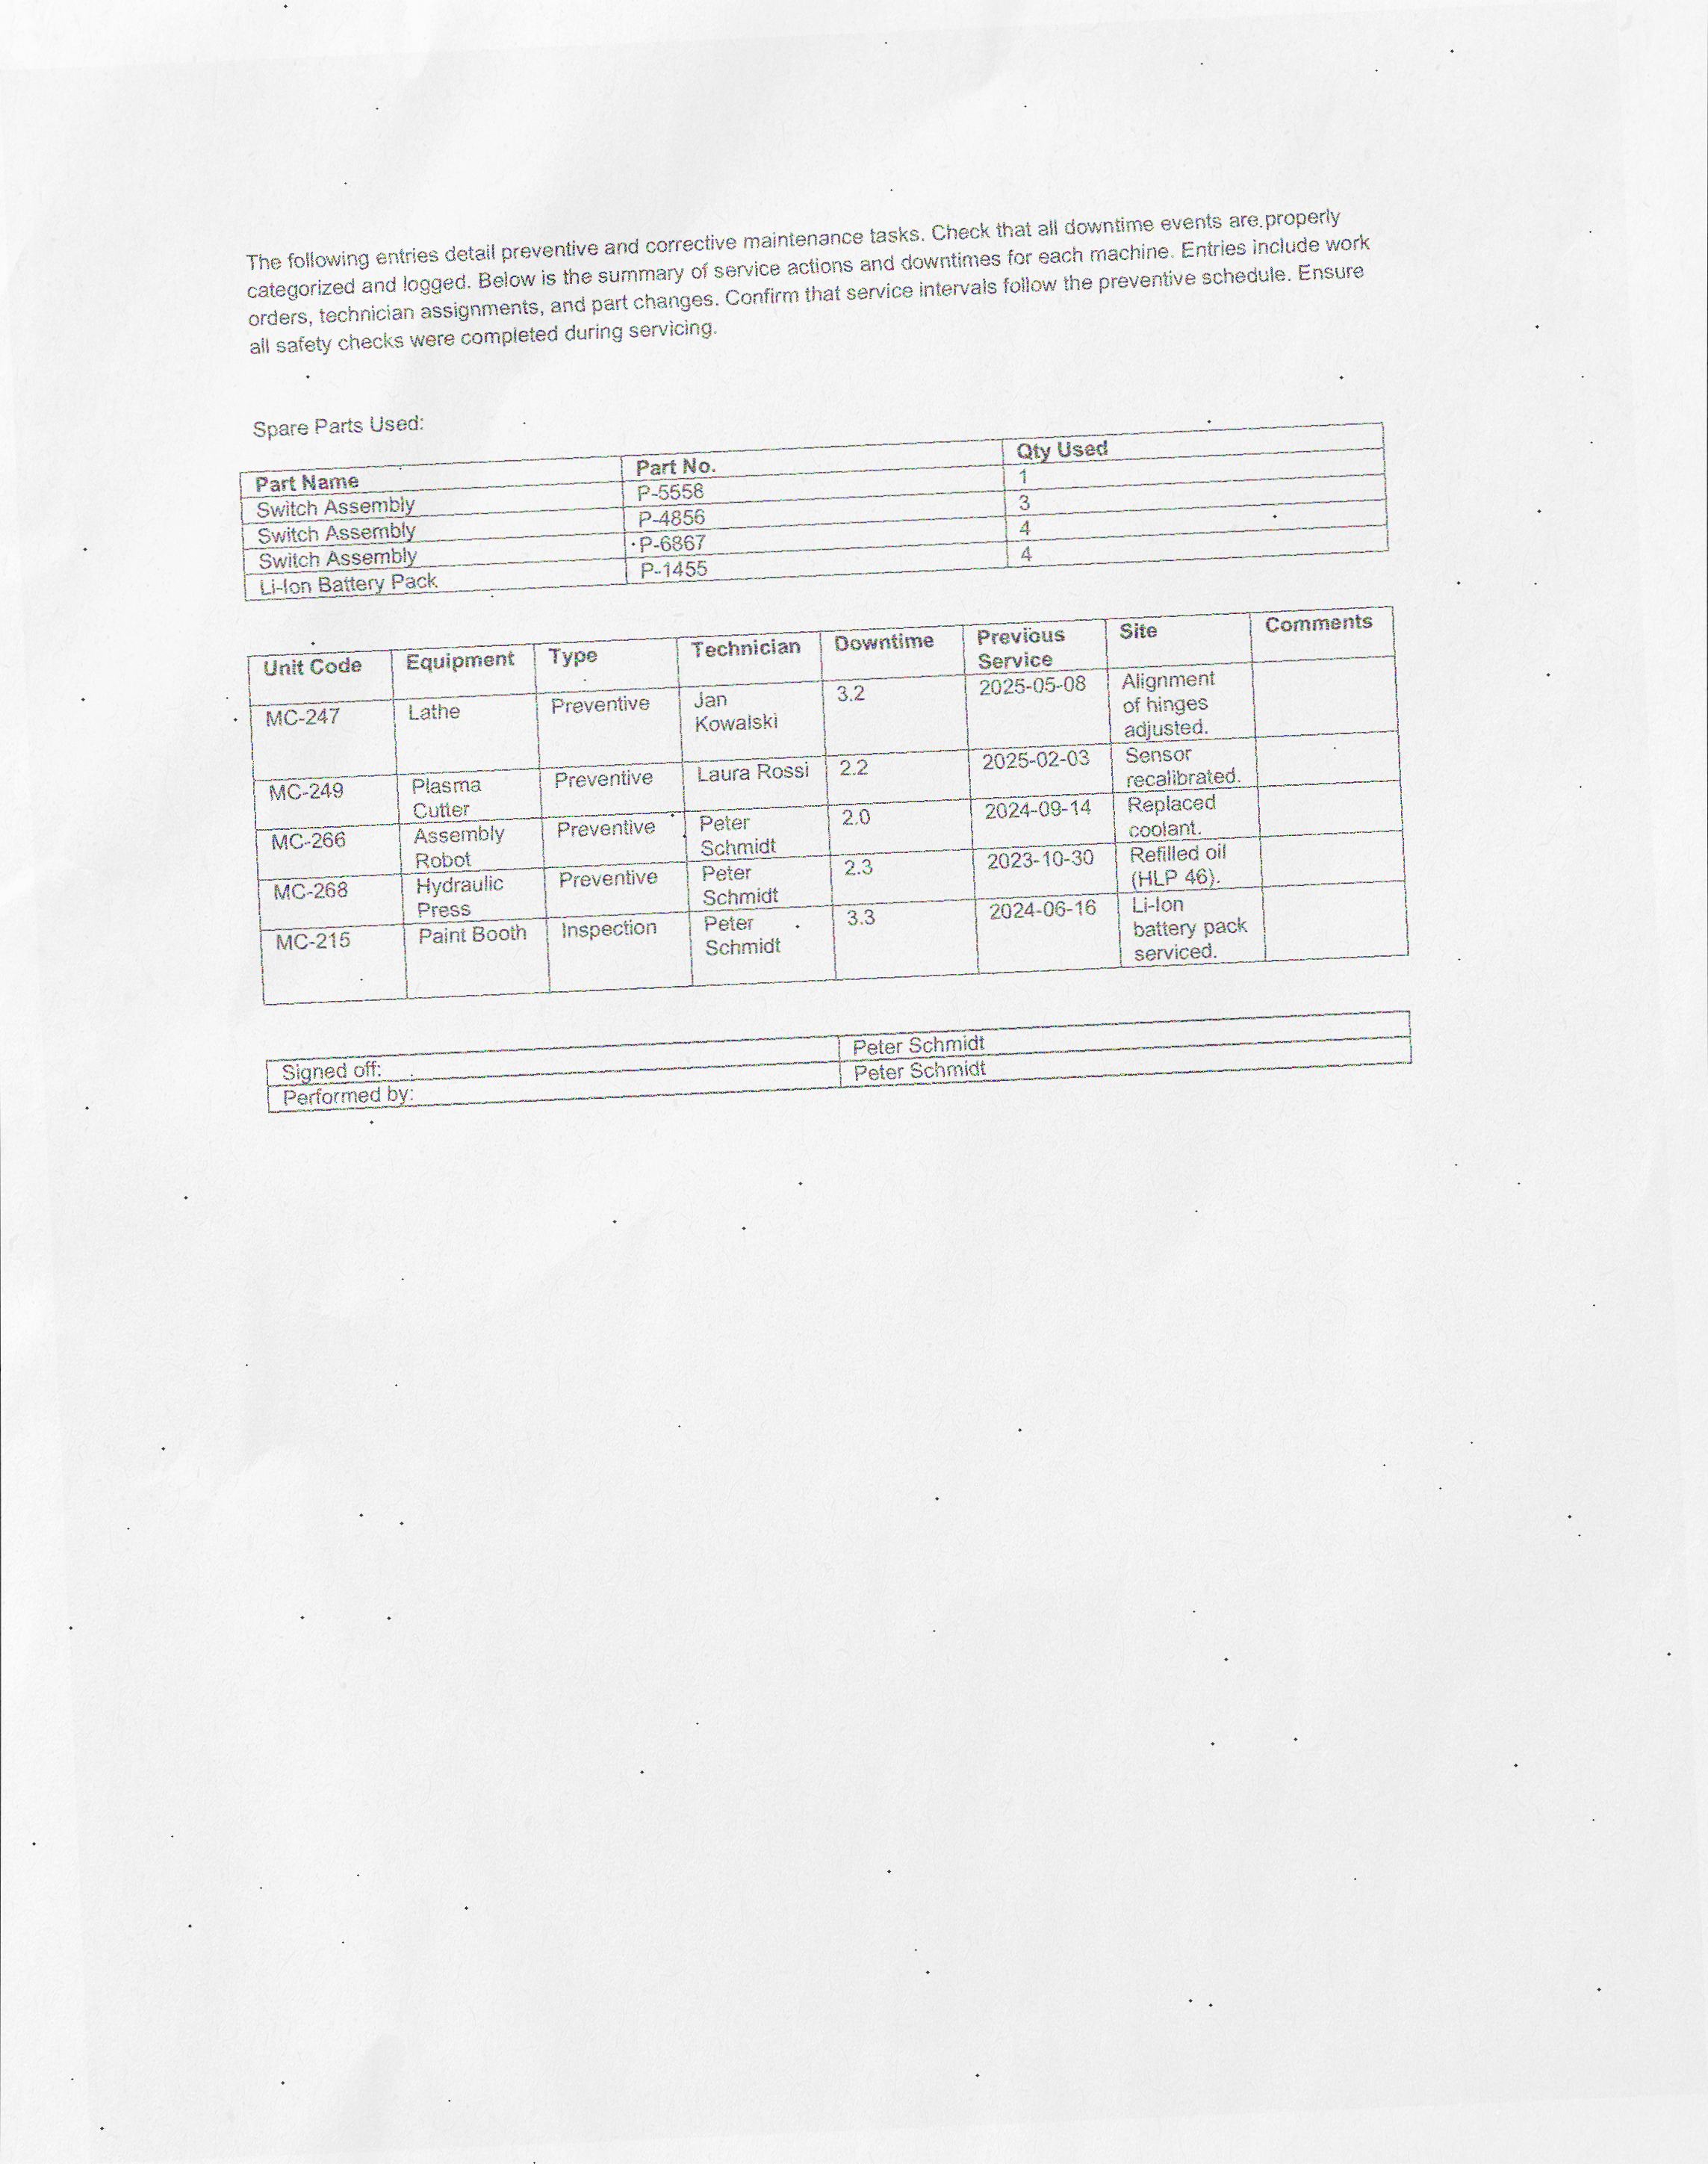 The following entries detail preventive and corrective maintenance tasks. Check that all downtime events are properly
categorized and logged. Below is the summary of service actions and downtimes for each machine. Entries include work
orders, technician assignments, and part changes. Confirm that service intervals follow the preventive schedule. Ensure
all safety checks were completed during servicing.
Spare Parts Used:
Part Name Part No. Qty Used
Switch Assembly P-5558 1
Switch Assembly P-4856 3
Switch Assembly P-6867 4
Li-Ion Battery Pack P-1455 4
Unit Code Equipment Type Technician Downtime Previous Site Comments
Service
MC-247 Lathe Preventive Jan 3.2 2025-05-08 Alignment
Kowalski of hinges
adjusted.
MC-249 Plasma Preventive Laura Rossi 2.2 2025-02-03 Sensor
Cutter recalibrated.
MC-266 Assembly Preventive Peter 2.0 2024-09-14 Replaced
Robot Schmidt coolant.
MC-268 Hydraulic Preventive Peter 2.3 2023-10-30 Refilled oil
Press Schmidt (HLP 46).
MC-215 Paint Booth Inspection Peter 3.3 2024-06-16 Li-Ion
Schmidt battery pack
serviced.
Signed off: Peter Schmidt
Performed by: Peter Schmidt